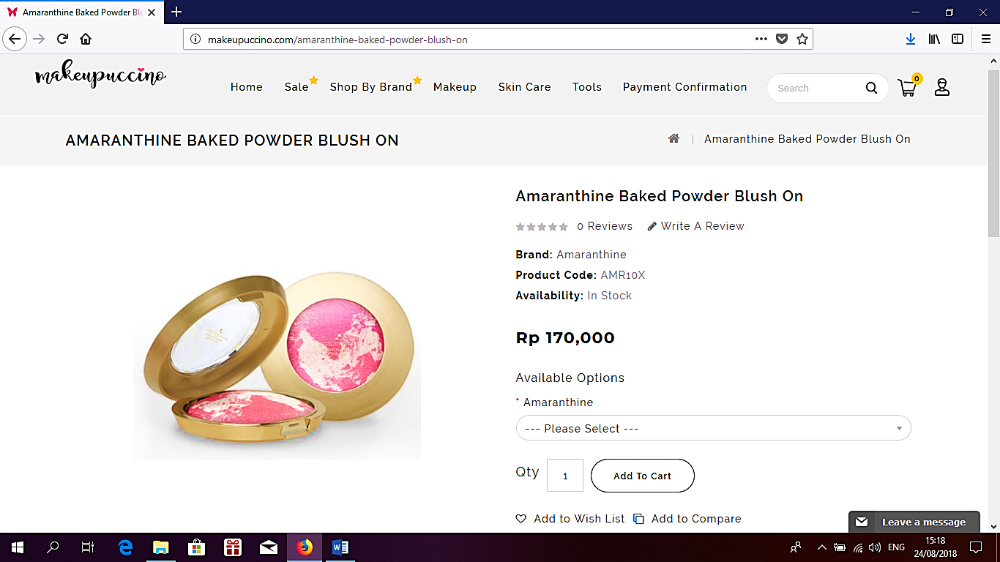 Amaranthine Baked Powder Blu
makeupuccino.com/amaranthine-baked-powder-blush-on
makeupuccino
Home Sale Shop By Brand Makeup Skin Care Tools Payment Confirmation Search 0
AMARANTHINE BAKED POWDER BLUSH ON
Amaranthine Baked Powder Blush On
Amaranthine Baked Powder Blush On
0 Reviews Write A Review
Brand: Amaranthine
Product Code: AMR10X
Availability: In Stock
Rp 170,000
Available Options
* Amaranthine
--- Please Select ---
Qty 1 Add To Cart
Add to Wish List Add to Compare
Leave a message
ENG 15:18
24/08/2018